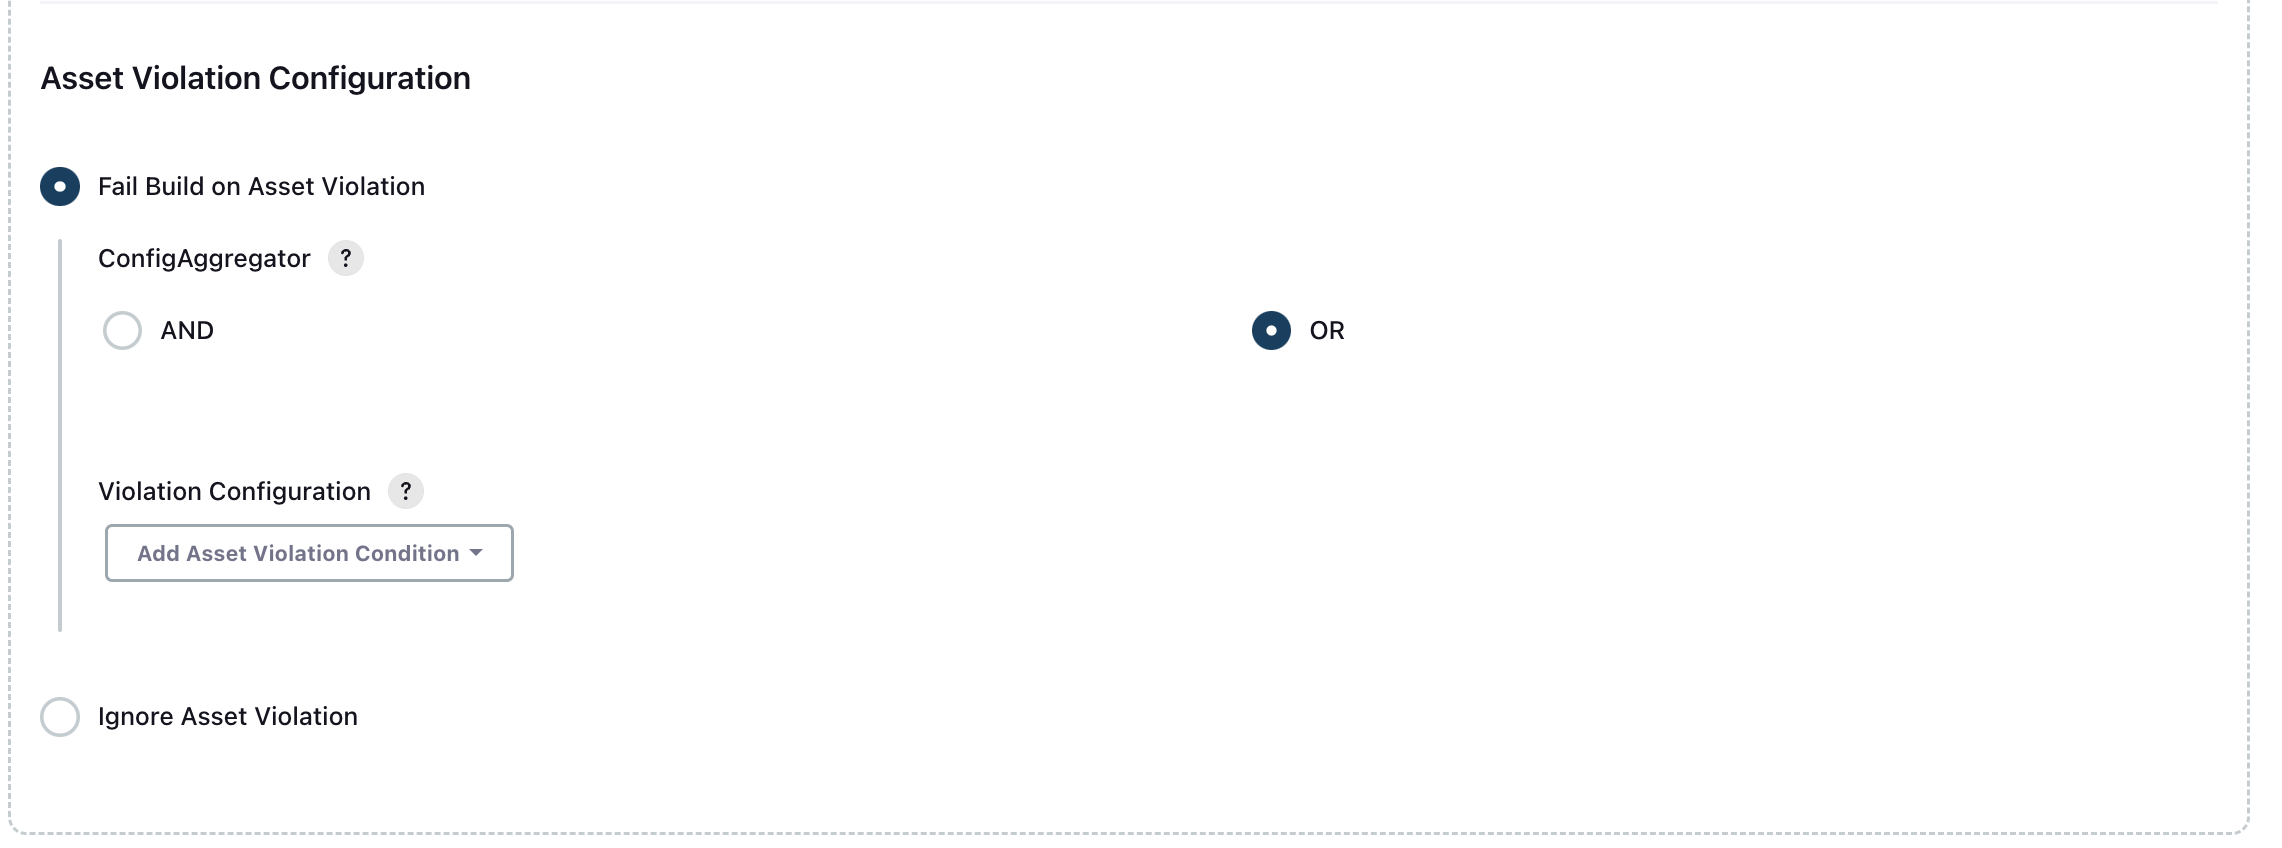 Asset Violation Configuration
Fail Build on Asset Violation
ConfigAggregator ?
AND OR
Violation Configuration ?
Add Asset Violation Condition
Ignore Asset Violation